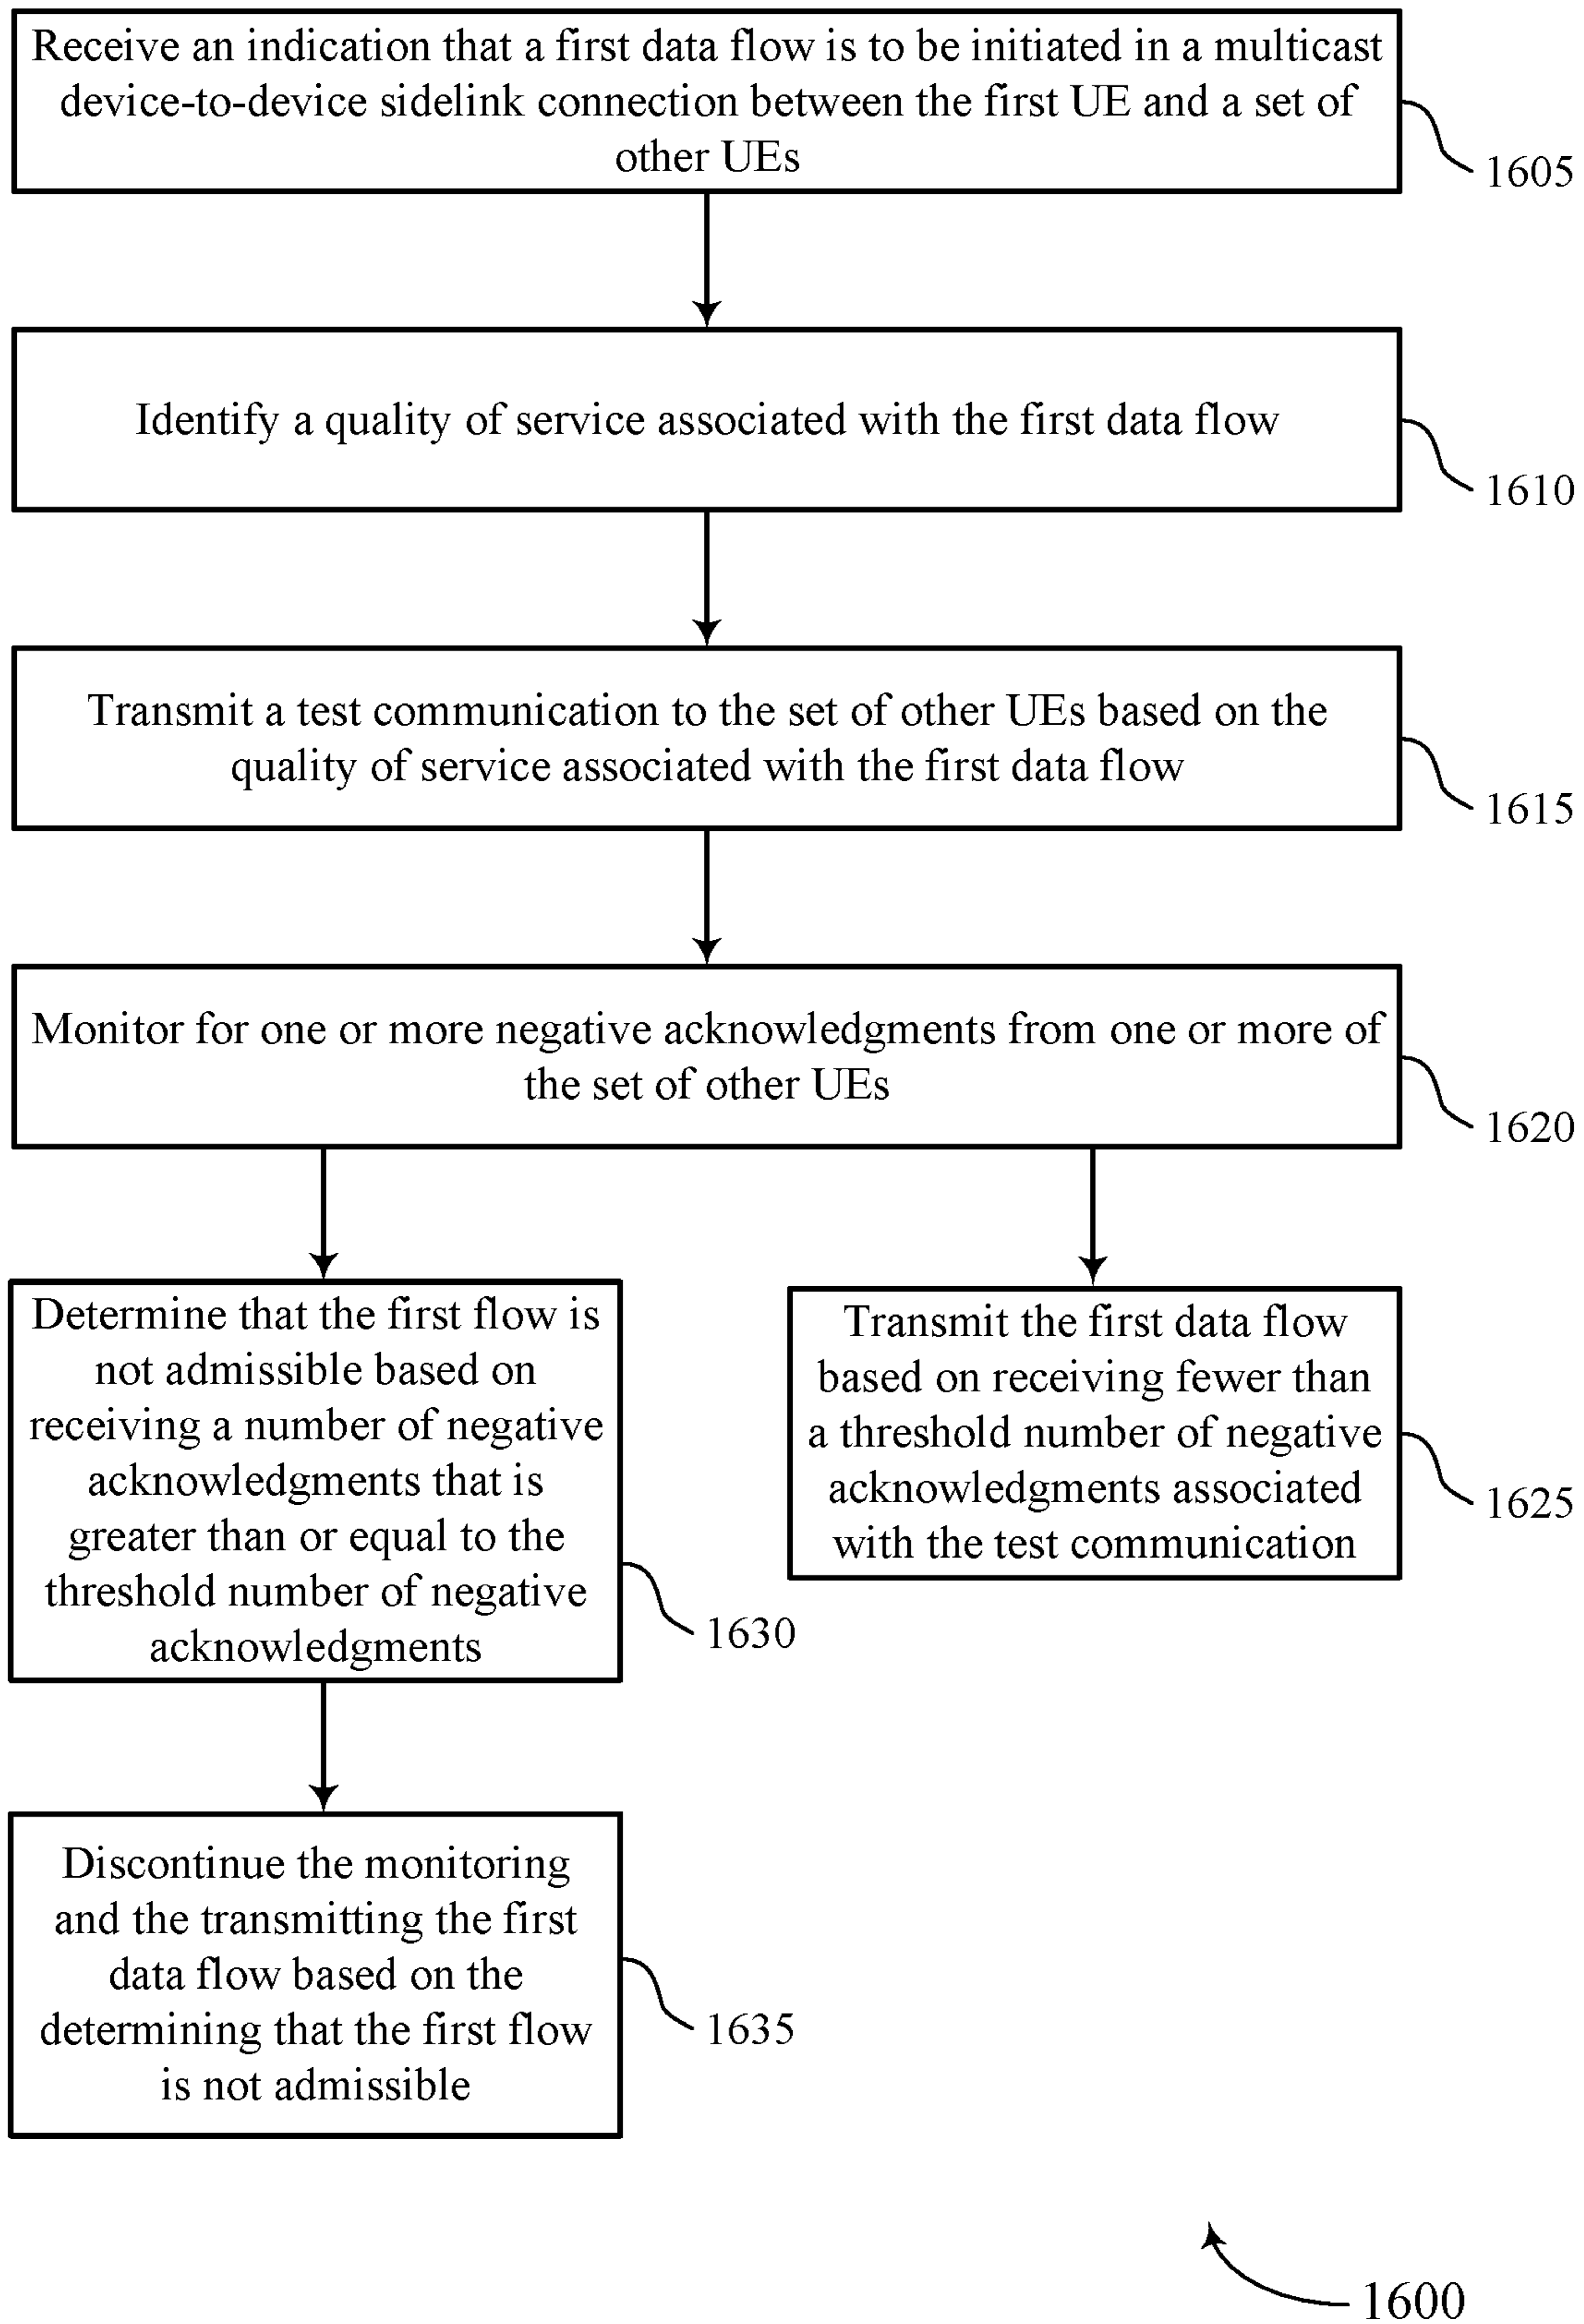 Receive an indication that a first data flow is to be initiated in a multicast
device-to-device sidelink connection between the first UE and a set of
other UEs
1605
Identify a quality of service associated with the first data flow
1610
Transmit a test communication to the set of other UEs based on the
quality of service associated with the first data flow
1615
Monitor for one or more negative acknowledgments from one or more of
the set of other UEs
1620
Determine that the first flow is
not admissible based on
receiving a number of negative
acknowledgments that is
greater than or equal to the
threshold number of negative
acknowledgments
1630
Transmit the first data flow
based on receiving fewer than
a threshold number of negative
acknowledgments associated
with the test communication
1625
Discontinue the monitoring
and the transmitting the first
data flow based on the
determining that the first flow
is not admissible
1635
1600